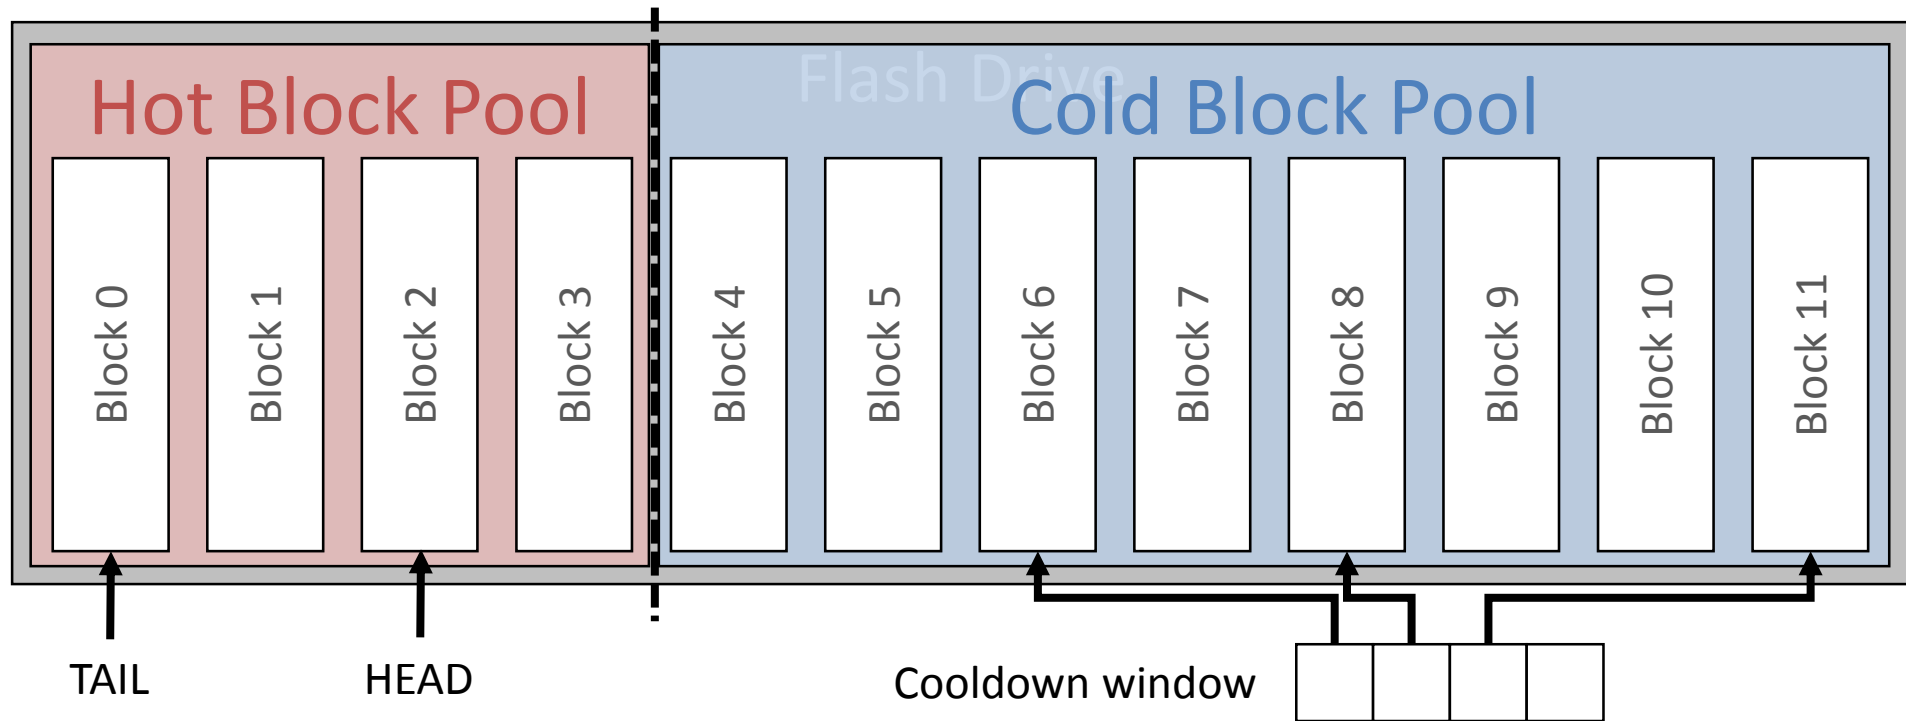 Flash Drive
Hot Block Pool
Cold Block Pool
Block 0
Block 1
Block 2
Block 3
Block 4
Block 5
Block 6
Block 7
Block 8
Block 9
Block 10
Block 11
TAIL
HEAD
Cooldown window